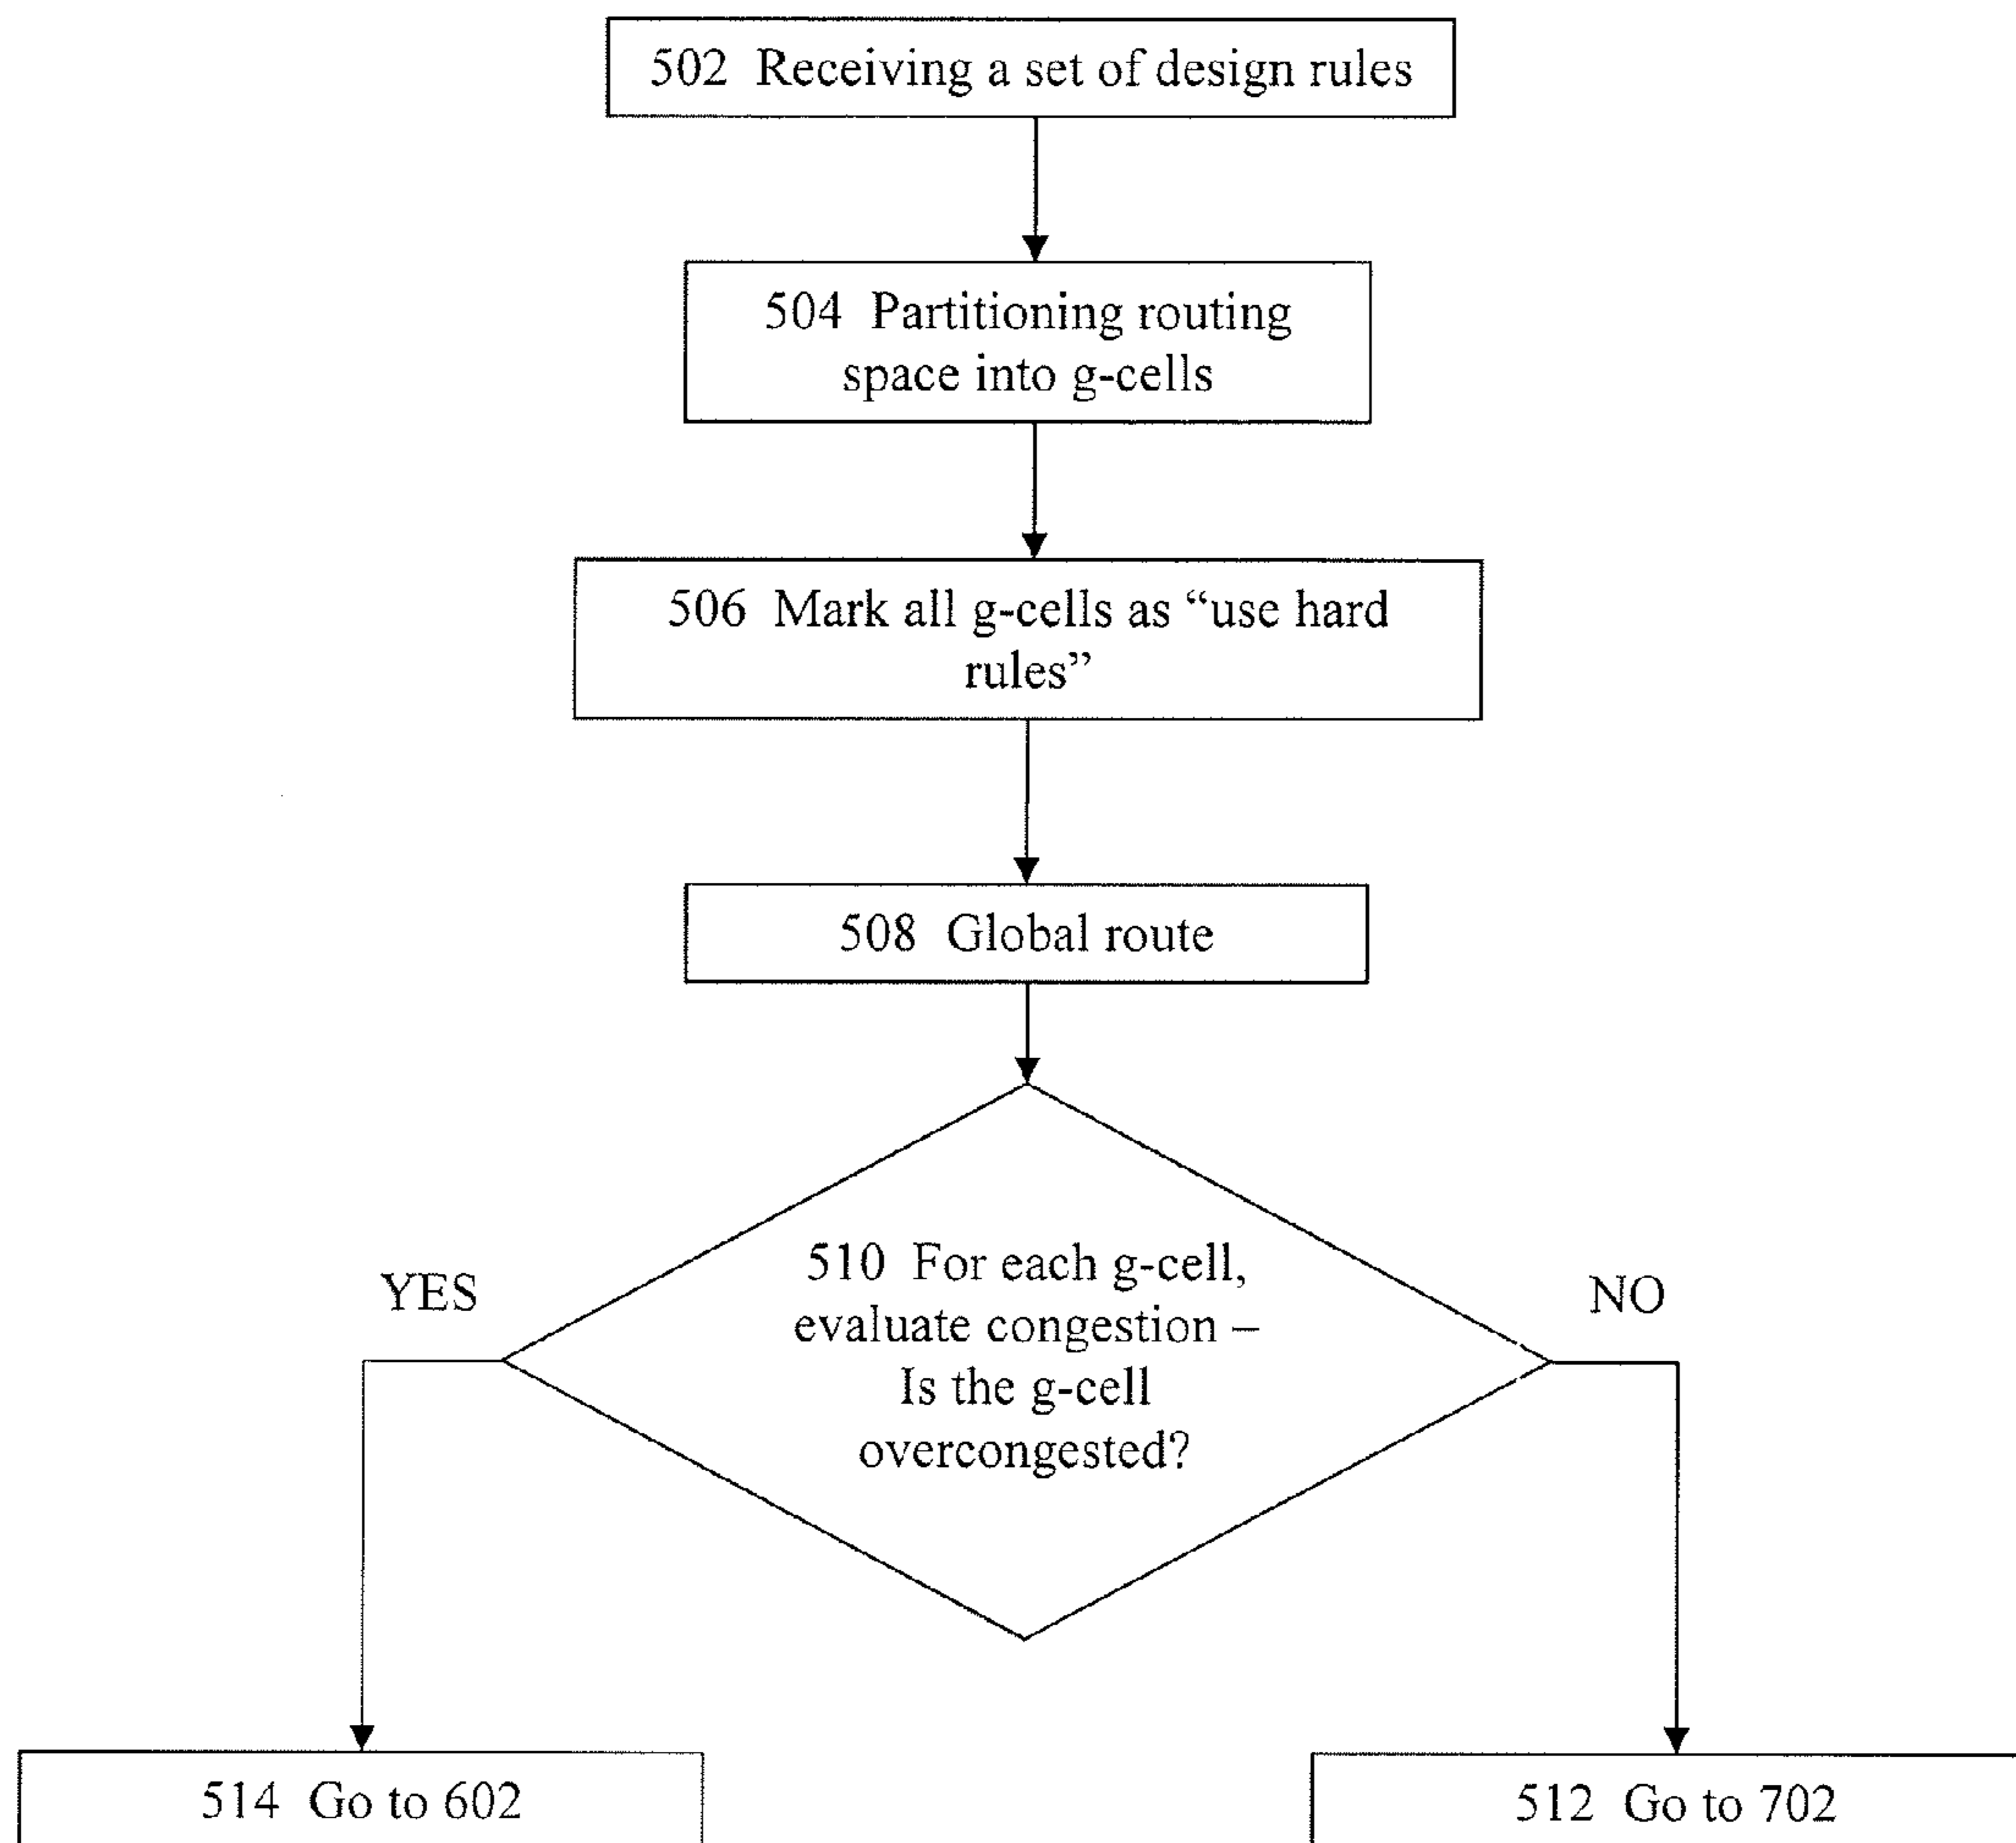 502 Receiving a set of design rules
504 Partitioning routing
space into g-cells
506 Mark all g-cells as “use hard
rules”
508 Global route
510 For each g-cell,
evaluate congestion –
Is the g-cell
overcongested?
YES
NO
514 Go to 602
512 Go to 702